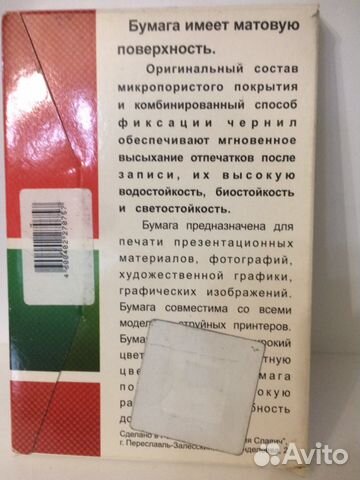 Бумага имеет матовую
поверхность.
Оригинальный состав
микропористого покрытия
и комбинированный способ
фиксации чернил
обеспечивают мгновенное
высыхание отпечатков после
записи, их высокую
водостойкость, биостойкость
и светостойкость.
Бумага предназначена для
печати презентационных
материалов, фотографий,
художественной графики,
графических изображений.
Бумага совместима со всеми
струйных принтеров.
Сделано в
Славич",
г. Переславль-Залесский
Avito